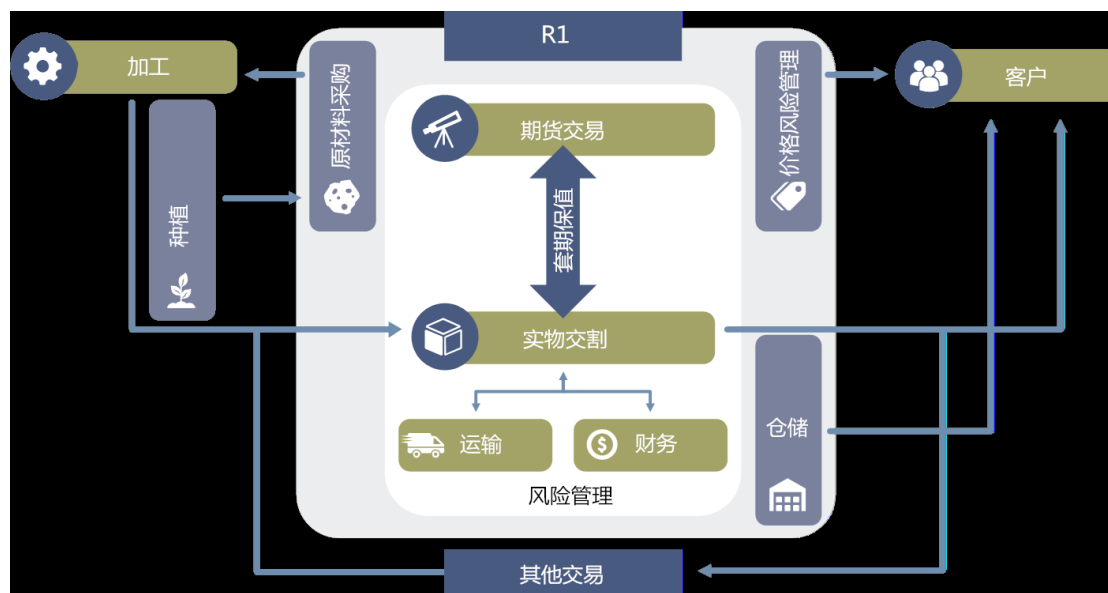 R1
加工
原材料采购
价格风险管理
客户
期货交易
种植
套期保值
实物交割
仓储
运输
财务
风险管理
其他交易